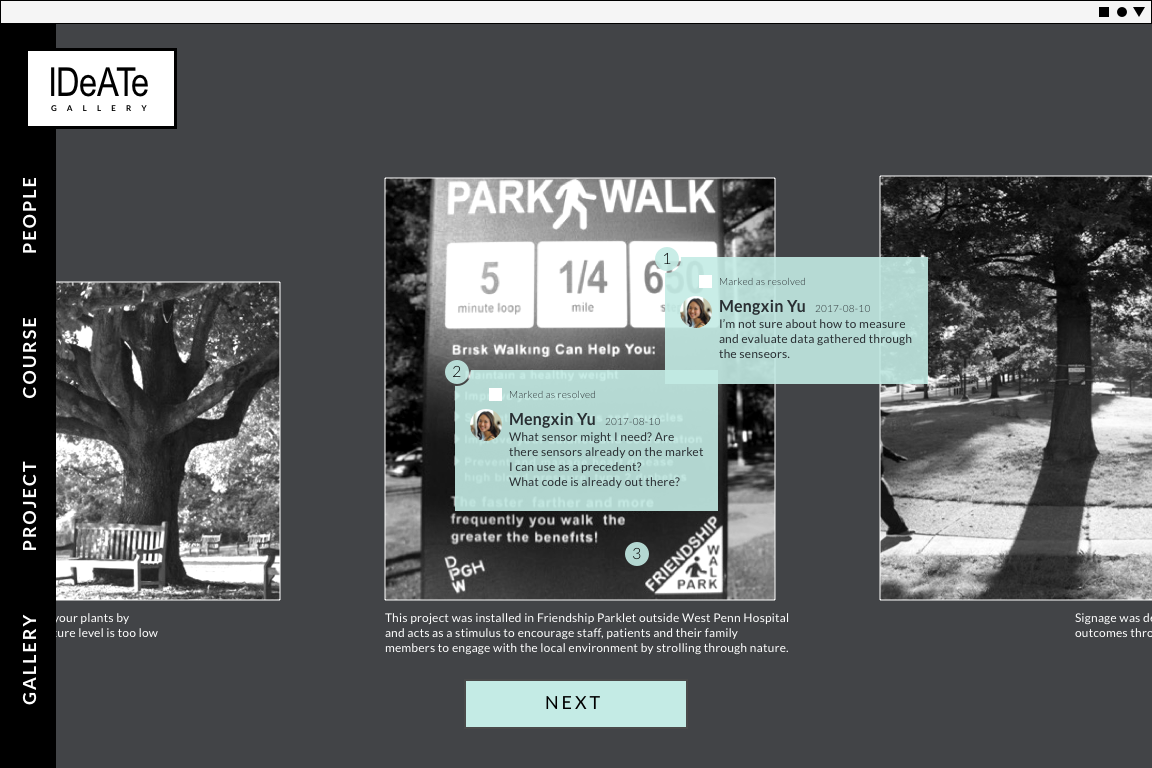 IDeATe
GALLERY
PEOPLE
COURSE
PROJECT
GALLERY
PARK WALK
5
minute loop
1/4
mile
650
Brisk Walking Can Help You:
Maintain a healthy weight
1
Marked as resolved
Mengxin Yu 2017-08-10
I'm not sure about how to measure
and evaluate data gathered through
the senseors.
2
Marked as resolved
Mengxin Yu 2017-08-10
What sensor might I need? Are
there sensors already on the market
I can use as a precedent?
What code is already out there?
The faster farther and more
frequently you walk the
greater the benefits!
3
DPGH
W
FRIENDSHIP
WALK
PARK
your plants by
ture level is too low
This project was installed in Friendship Parklet outside West Penn Hospital
and acts as a stimulus to encourage staff, patients and their family
members to engage with the local environment by strolling through nature.
Signage was de
outcomes thro
NEXT